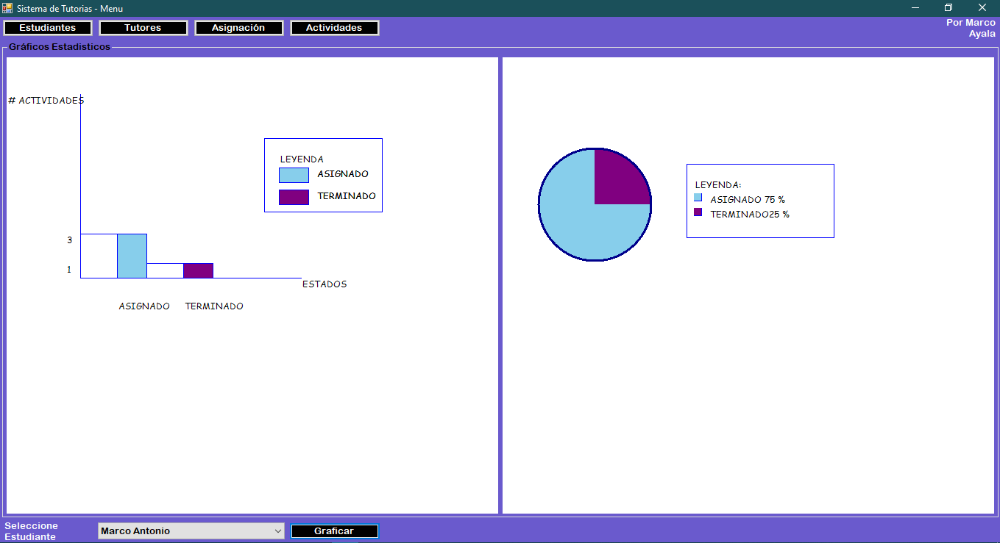 Sistema de Tutorias - Menu
Estudiantes
Tutores
Asignación
Actividades
Por Marco
Ayala
Gráficos Estadisticos
# ACTIVIDADES
LEYENDA
ASIGNADO
TERMINADO
3
1
ESTADOS
ASIGNADO
TERMINADO
LEYENDA:
ASIGNADO 75 %
TERMINADO25 %
Seleccione
Estudiante
Marco Antonio
Graficar